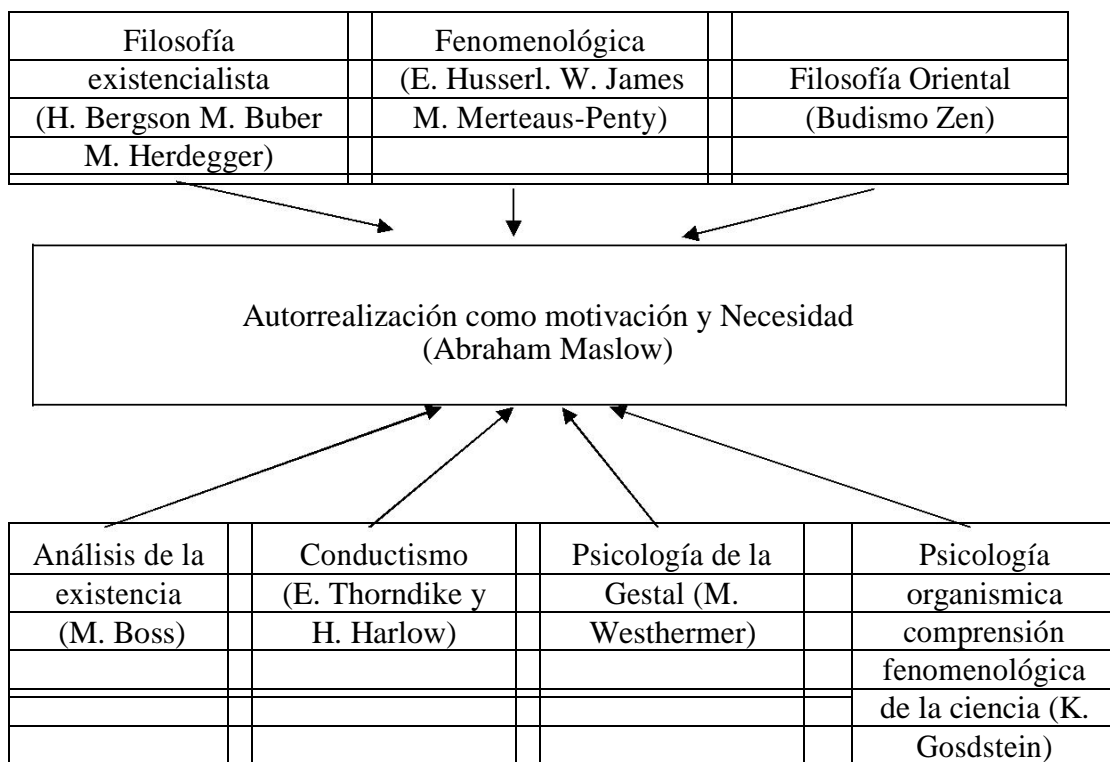 Filosofía
existencialista
(H. Bergson M. Buber
M. Herdegger)
Fenomenológica
(E. Husserl. W. James
M. Merteaus-Penty)
Filosofía Oriental
(Budismo Zen)
Autorrealización como motivación y Necesidad
(Abraham Maslow)
Análisis de la
existencia
(M. Boss)
Conductismo
(E. Thorndike y
H. Harlow)
Psicología de la
Gestal (M.
Westhermer)
Psicología
organismica
comprensión
fenomenológica
de la ciencia (K.
Gosdstein)